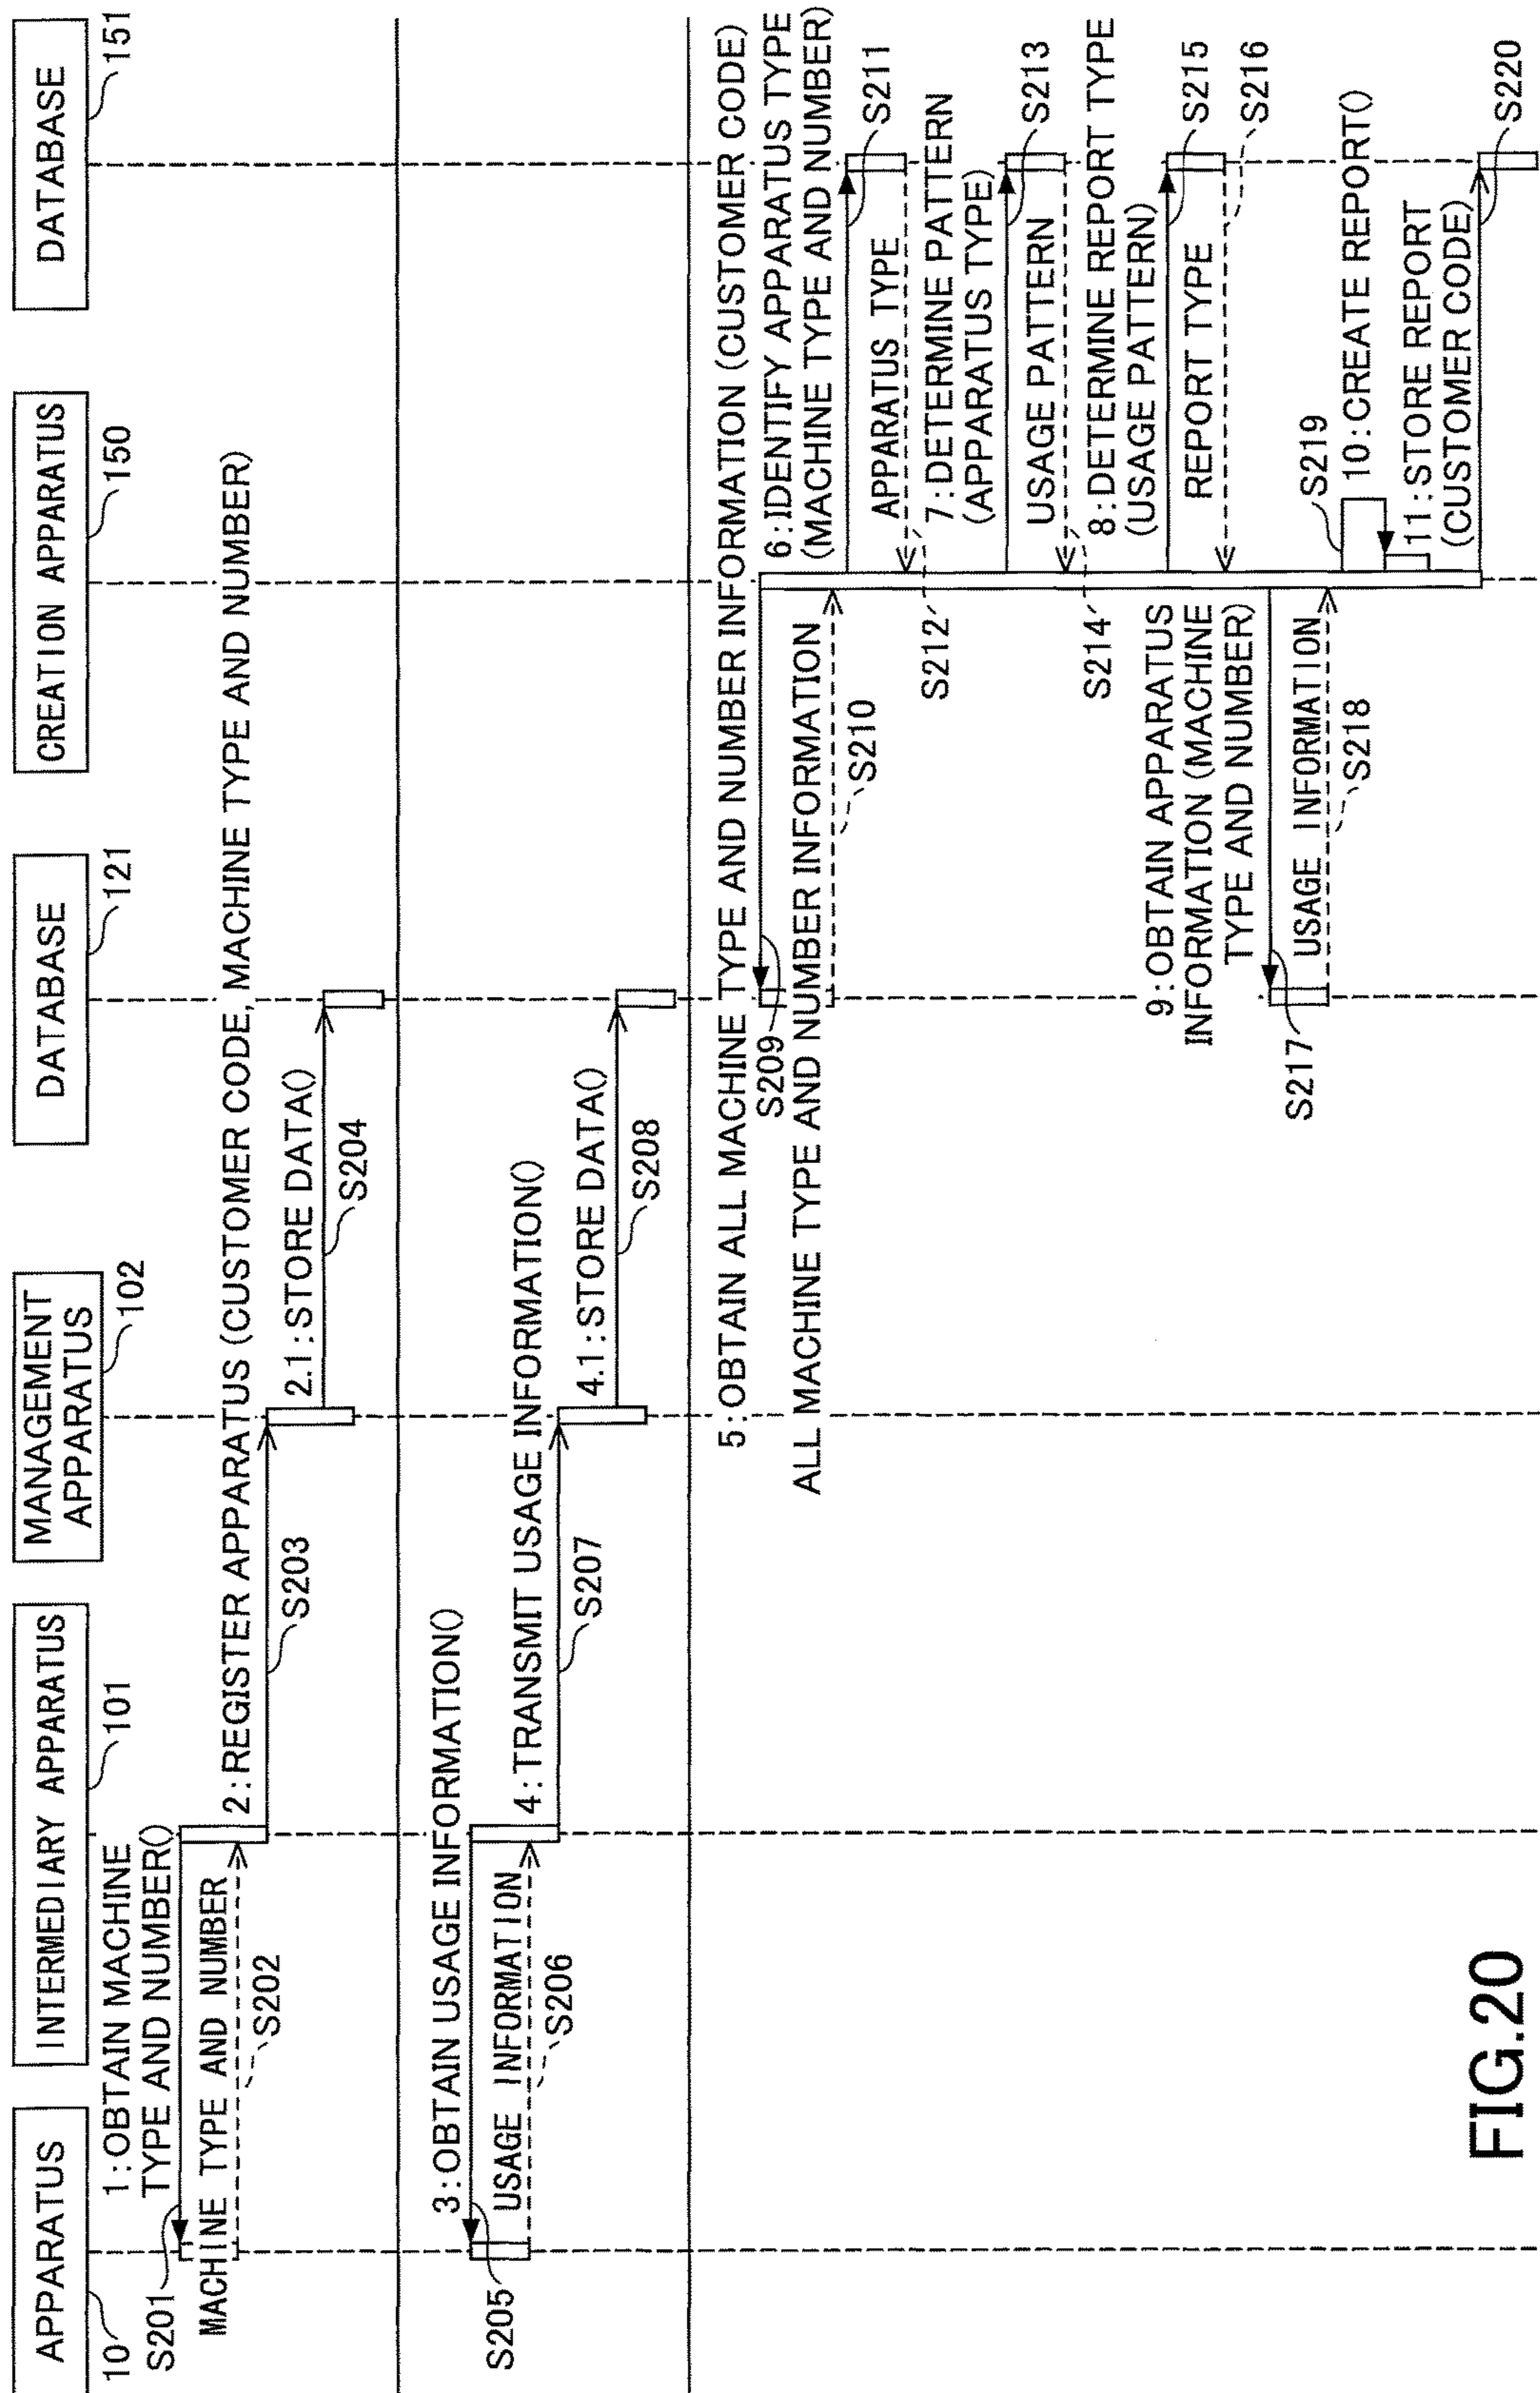 APPARATUS
INTERMEDIARY APPARATUS
MANAGEMENT
APPARATUS
DATABASE
CREATION APPARATUS
DATABASE
10
101
102
121
150
151
1:OBTAIN MACHINE
TYPE AND NUMBER()
S201
MACHINE TYPE AND NUMBER
S202
2:REGISTER APPARATUS (CUSTOMER CODE, MACHINE TYPE AND NUMBER)
S203
2.1:STORE DATA()
S204
3:OBTAIN USAGE INFORMATION()
S205
USAGE INFORMATION
S206
4:TRANSMIT USAGE INFORMATION()
S207
4.1:STORE DATA()
S208
5:OBTAIN ALL MACHINE TYPE AND NUMBER INFORMATION (CUSTOMER CODE)
S209
ALL MACHINE TYPE AND NUMBER INFORMATION
S210
6:IDENTIFY APPARATUS TYPE
(MACHINE TYPE AND NUMBER)
S211
APPARATUS TYPE
S212
7:DETERMINE PATTERN
(APPARATUS TYPE)
S213
USAGE PATTERN
S214
8:DETERMINE REPORT TYPE
(USAGE PATTERN)
S215
REPORT TYPE
S216
9:OBTAIN APPARATUS
INFORMATION (MACHINE
TYPE AND NUMBER)
S217
USAGE INFORMATION
S218
S219
10:CREATE REPORT()
11:STORE REPORT
(CUSTOMER CODE)
S220
FIG.20